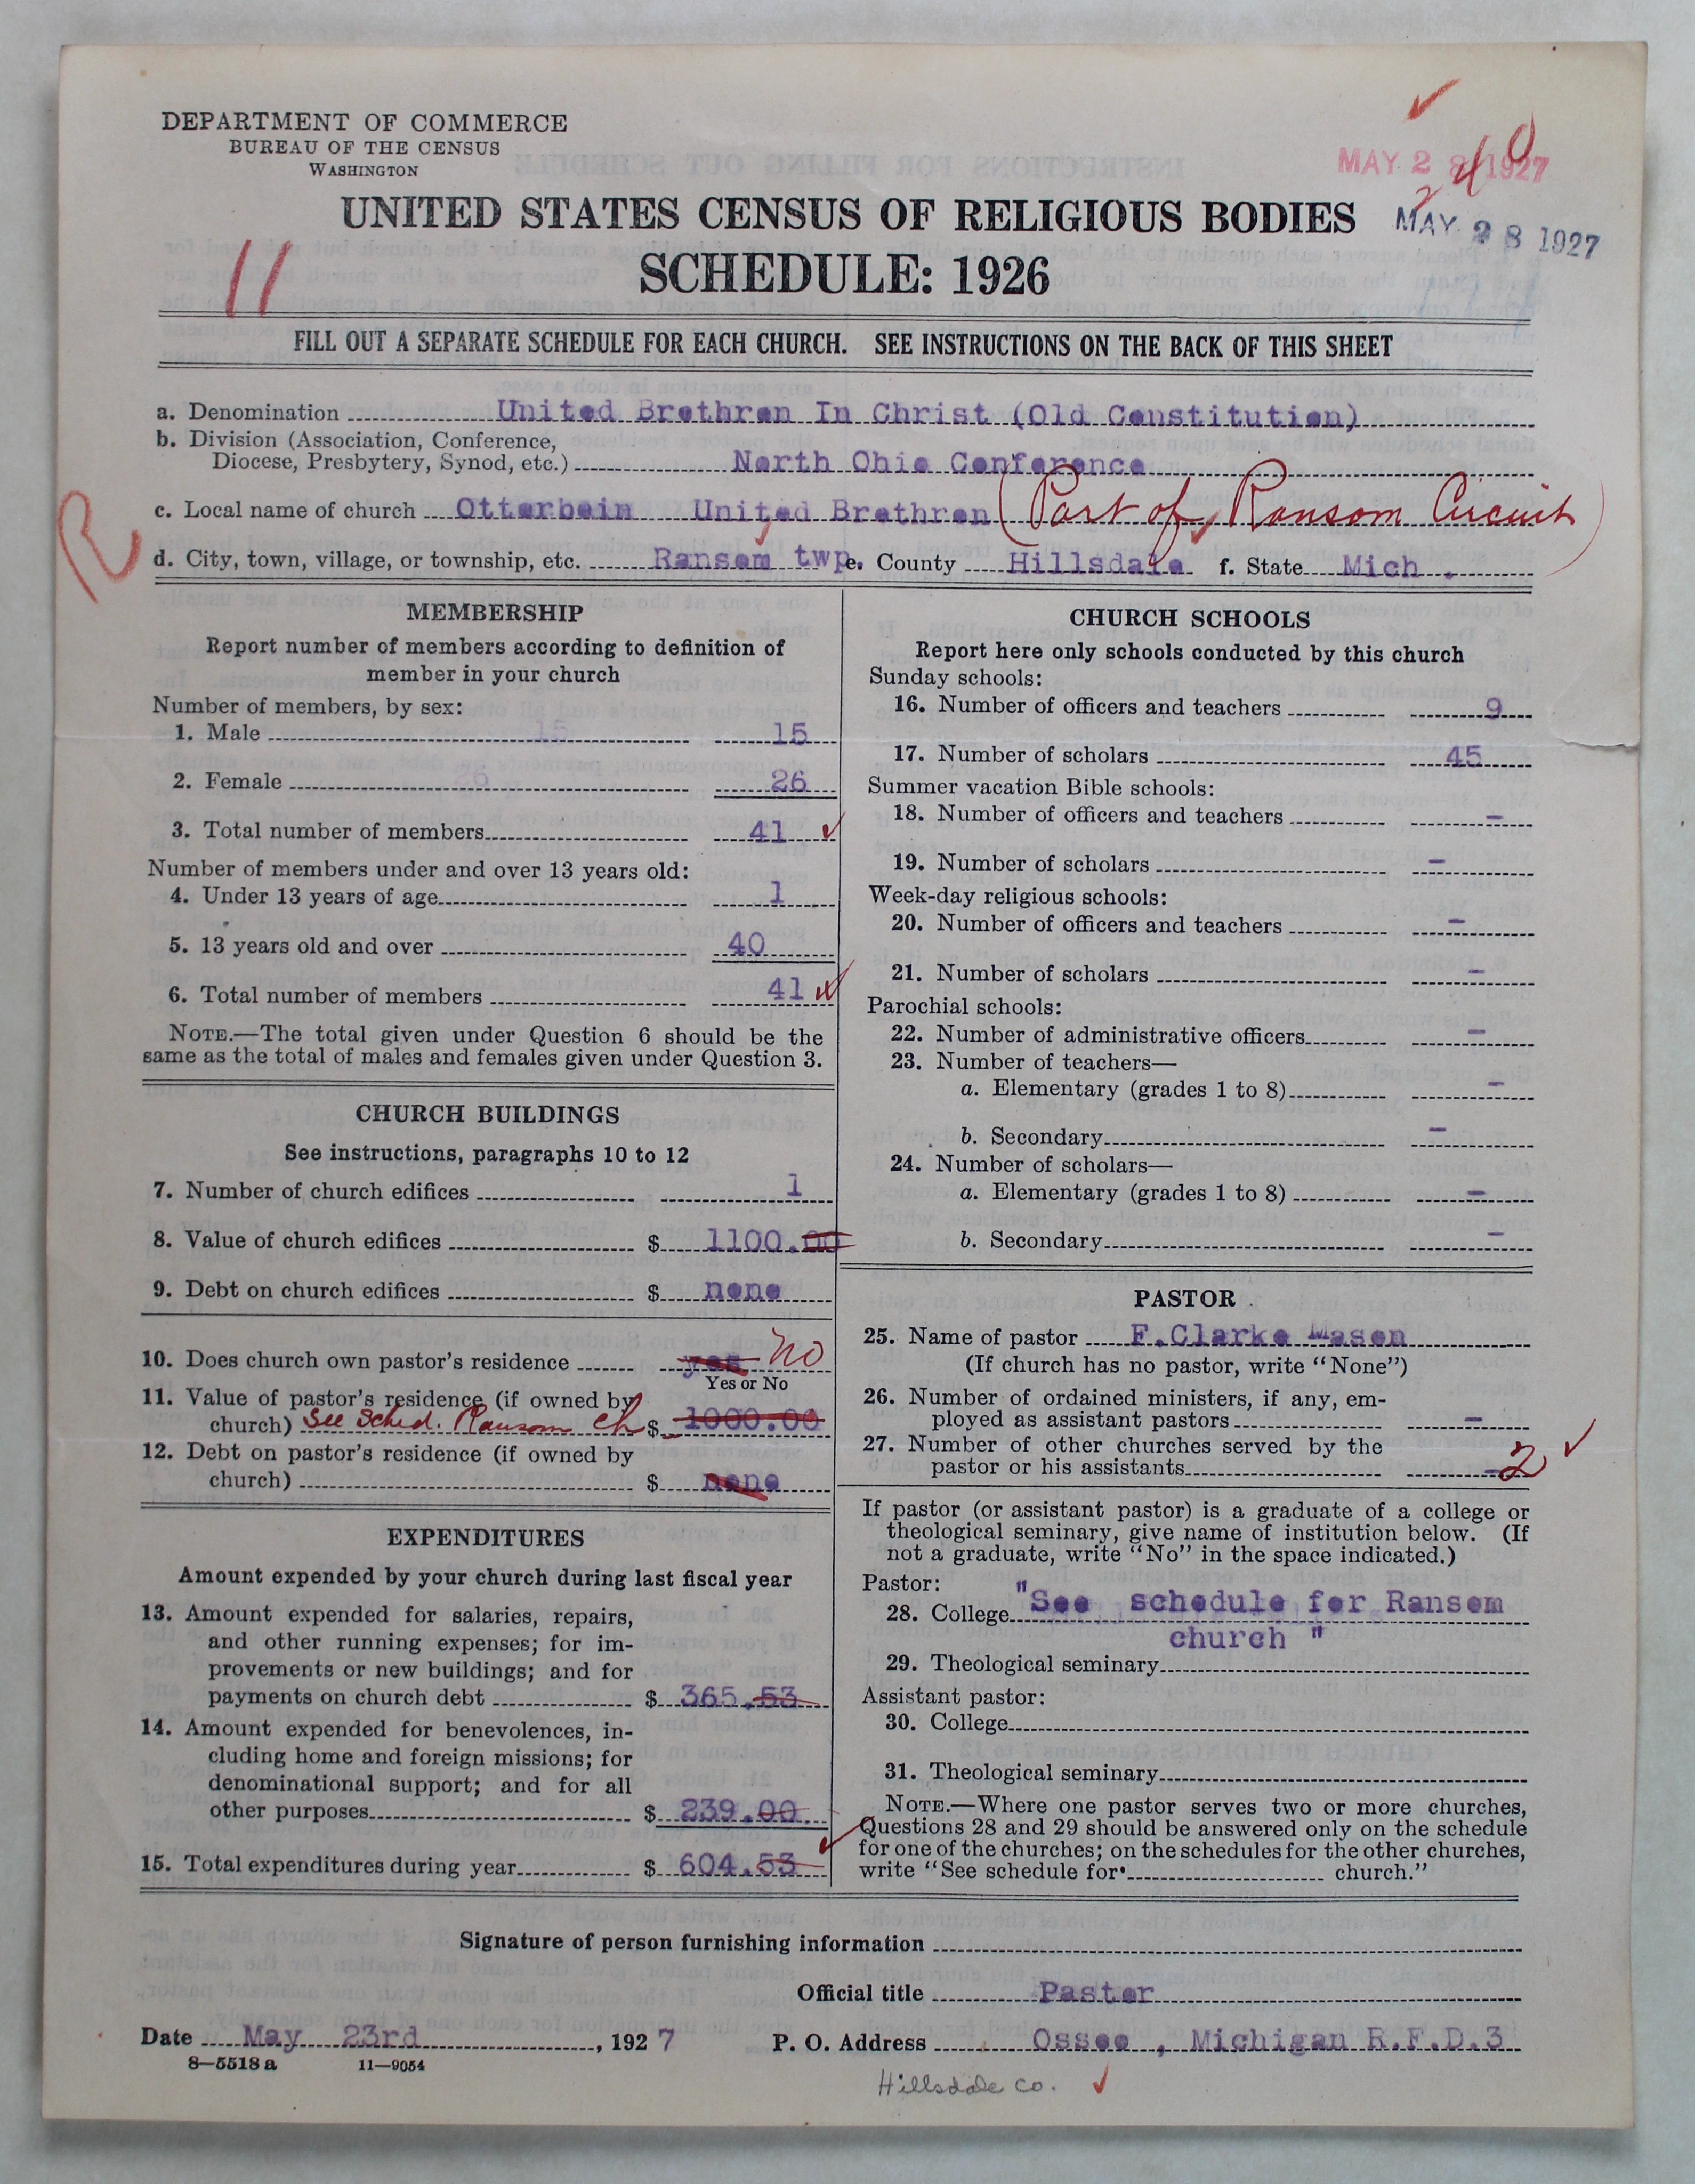 DEPARTMENT OF COMMERCE
BUREAU OF THE CENSUS
WASHINGTON
MAY 28 1927
240
UNITED STATES CENSUS OF RELIGIOUS BODIES
MAY 28 1927
11
SCHEDULE: 1926
FILL OUT A SEPARATE SCHEDULE FOR EACH CHURCH. SEE INSTRUCTIONS ON THE BACK OF THIS SHEET
a. Denomination United Brethren In Christ (Old Constitution)
b. Division (Association, Conference,
Diocese, Presbytery, Synod, etc.) North Ohio Conference
R
c. Local name of church Otterbein United Brethren (Part of Ransom Circuit)
d. City, town, village, or township, etc. Ransom twp. e. County Hillsdale f. State Mich.
MEMBERSHIP
Report number of members according to definition of
member in your church
Number of members, by sex:
1. Male 15 15
2. Female 26 26
3. Total number of members 41
Number of members under and over 13 years old:
4. Under 13 years of age 1
5. 13 years old and over 40
6. Total number of members 41
NOTE.—The total given under Question 6 should be the
same as the total of males and females given under Question 3.
CHURCH BUILDINGS
See instructions, paragraphs 10 to 12
7. Number of church edifices 1
8. Value of church edifices $ 1100.00
9. Debt on church edifices $ none
10. Does church own pastor's residence yes No
Yes or No
11. Value of pastor's residence (if owned by
church) See Sched. Ransom Ch $ 1000.00
12. Debt on pastor's residence (if owned by
church) $ none
EXPENDITURES
Amount expended by your church during last fiscal year
13. Amount expended for salaries, repairs,
and other running expenses; for im-
provements or new buildings; and for
payments on church debt $ 365.53
14. Amount expended for benevolences, in-
cluding home and foreign missions; for
denominational support; and for all
other purposes $ 239.00
15. Total expenditures during year $ 604.53
CHURCH SCHOOLS
Report here only schools conducted by this church
Sunday schools:
16. Number of officers and teachers 9
17. Number of scholars 45
Summer vacation Bible schools:
18. Number of officers and teachers –
19. Number of scholars –
Week-day religious schools:
20. Number of officers and teachers –
21. Number of scholars –
Parochial schools:
22. Number of administrative officers –
23. Number of teachers—
a. Elementary (grades 1 to 8) –
b. Secondary –
24. Number of scholars—
a. Elementary (grades 1 to 8) –
b. Secondary –
PASTOR
25. Name of pastor F. Clarke Mason
(If church has no pastor, write "None")
26. Number of ordained ministers, if any, em-
ployed as assistant pastors –
27. Number of other churches served by the
pastor or his assistants – 2
If pastor (or assistant pastor) is a graduate of a college or
theological seminary, give name of institution below. (If
not a graduate, write "No" in the space indicated.)
Pastor:
28. College "See schedule for Ransom
church"
29. Theological seminary
Assistant pastor:
30. College
31. Theological seminary
NOTE.—Where one pastor serves two or more churches,
Questions 28 and 29 should be answered only on the schedule
for one of the churches; on the schedules for the other churches,
write "See schedule for church."
Signature of person furnishing information
Official title Pastor
Date May 23rd, 1927 P. O. Address Osseo, Michigan R.F.D.3
8—5518 a 11—9054
Hillsdale Co.